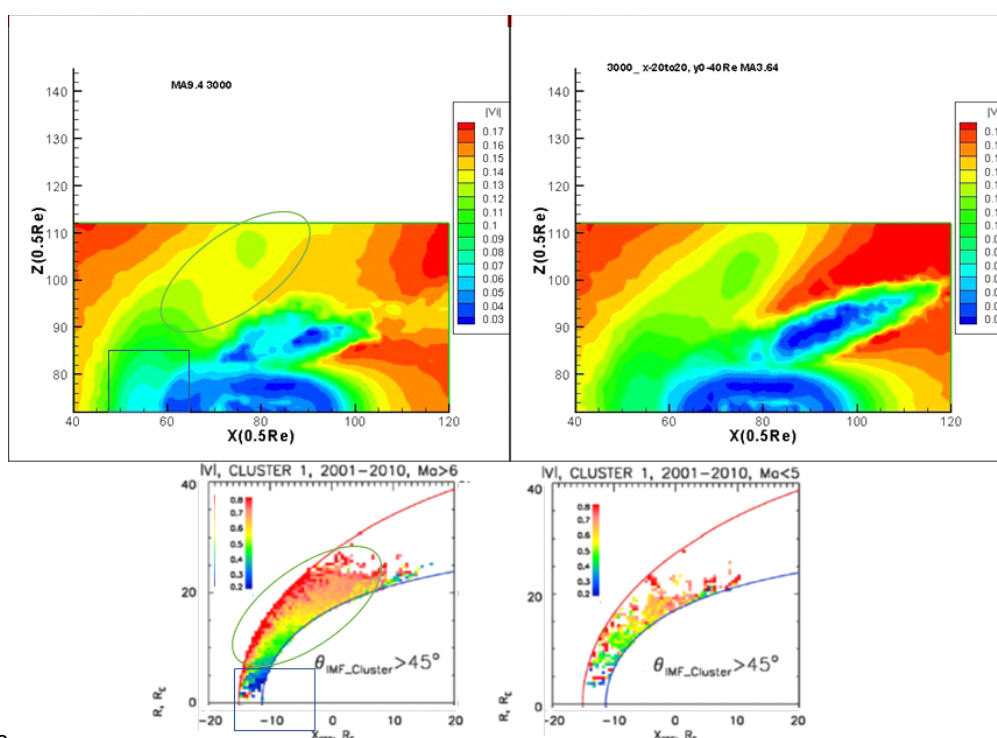 MA9.4 3000
|Vi|
0.17
0.16
0.15
0.14
0.13
0.12
0.11
0.1
0.09
0.08
0.07
0.06
0.05
0.04
0.03
140
130
120
110
100
90
80
Z(0.5Re)
40 60 80 100 120
X(0.5Re)
3000_ x-20to20, y0-40Re MA3.64
140
130
120
110
100
90
80
Z(0.5Re)
40 60 80 100 120
X(0.5Re)
|V|, CLUSTER 1, 2001-2010, Ma>6
40
20
0
0.8
0.7
0.6
0.5
0.4
0.3
0.2
θIMF_Cluster>45°
R, RE
-20 -10 0 10 20
|V|, CLUSTER 1, 2001-2010, Ma<5
40
20
0
0.8
0.7
0.6
0.5
0.4
0.3
0.2
θIMF_Cluster>45°
R, RE
-20 -10 0 10 20